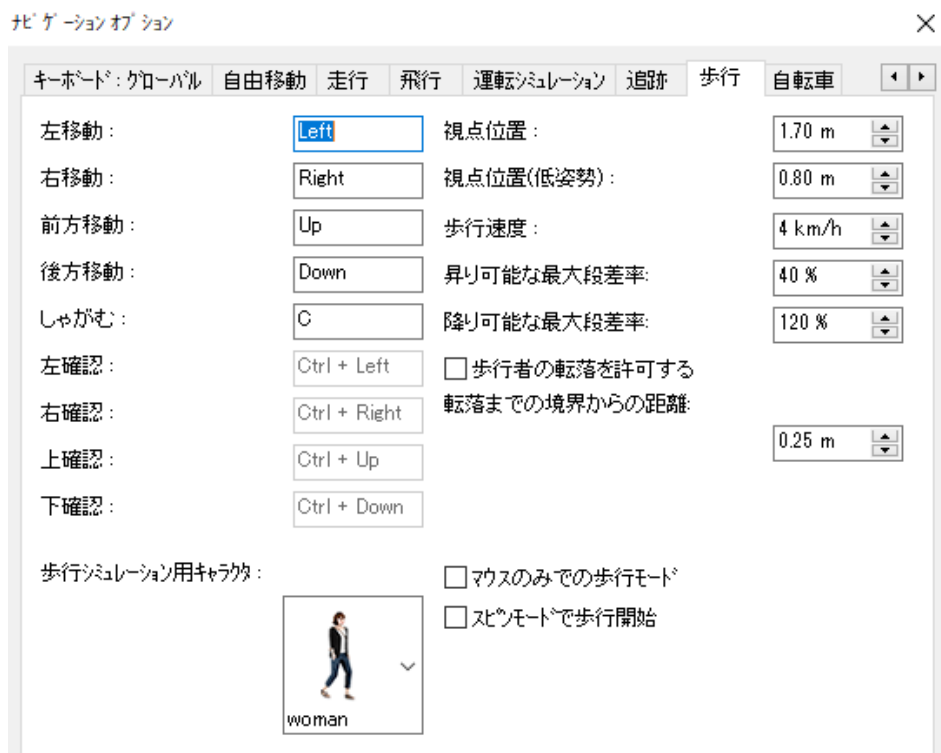 ナビゲーション オプション
キーボード：グローバル 自由移動 走行 飛行 運転シミュレーション 追跡 歩行 自転車
左移動： Left 視点位置： 1.70 m
右移動： Right 視点位置(低姿勢)： 0.80 m
前方移動： Up 歩行速度： 4 km/h
後方移動： Down 昇り可能な最大段差率: 40 %
しゃがむ： C 降り可能な最大段差率: 120 %
左確認： Ctrl + Left 歩行者の転落を許可する
右確認： Ctrl + Right 転落までの境界からの距離:
上確認： Ctrl + Up 0.25 m
下確認： Ctrl + Down
歩行シミュレーション用キャラクタ： マウスのみでの歩行モード
スピンモードで歩行開始
woman